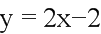 y = 2x−2